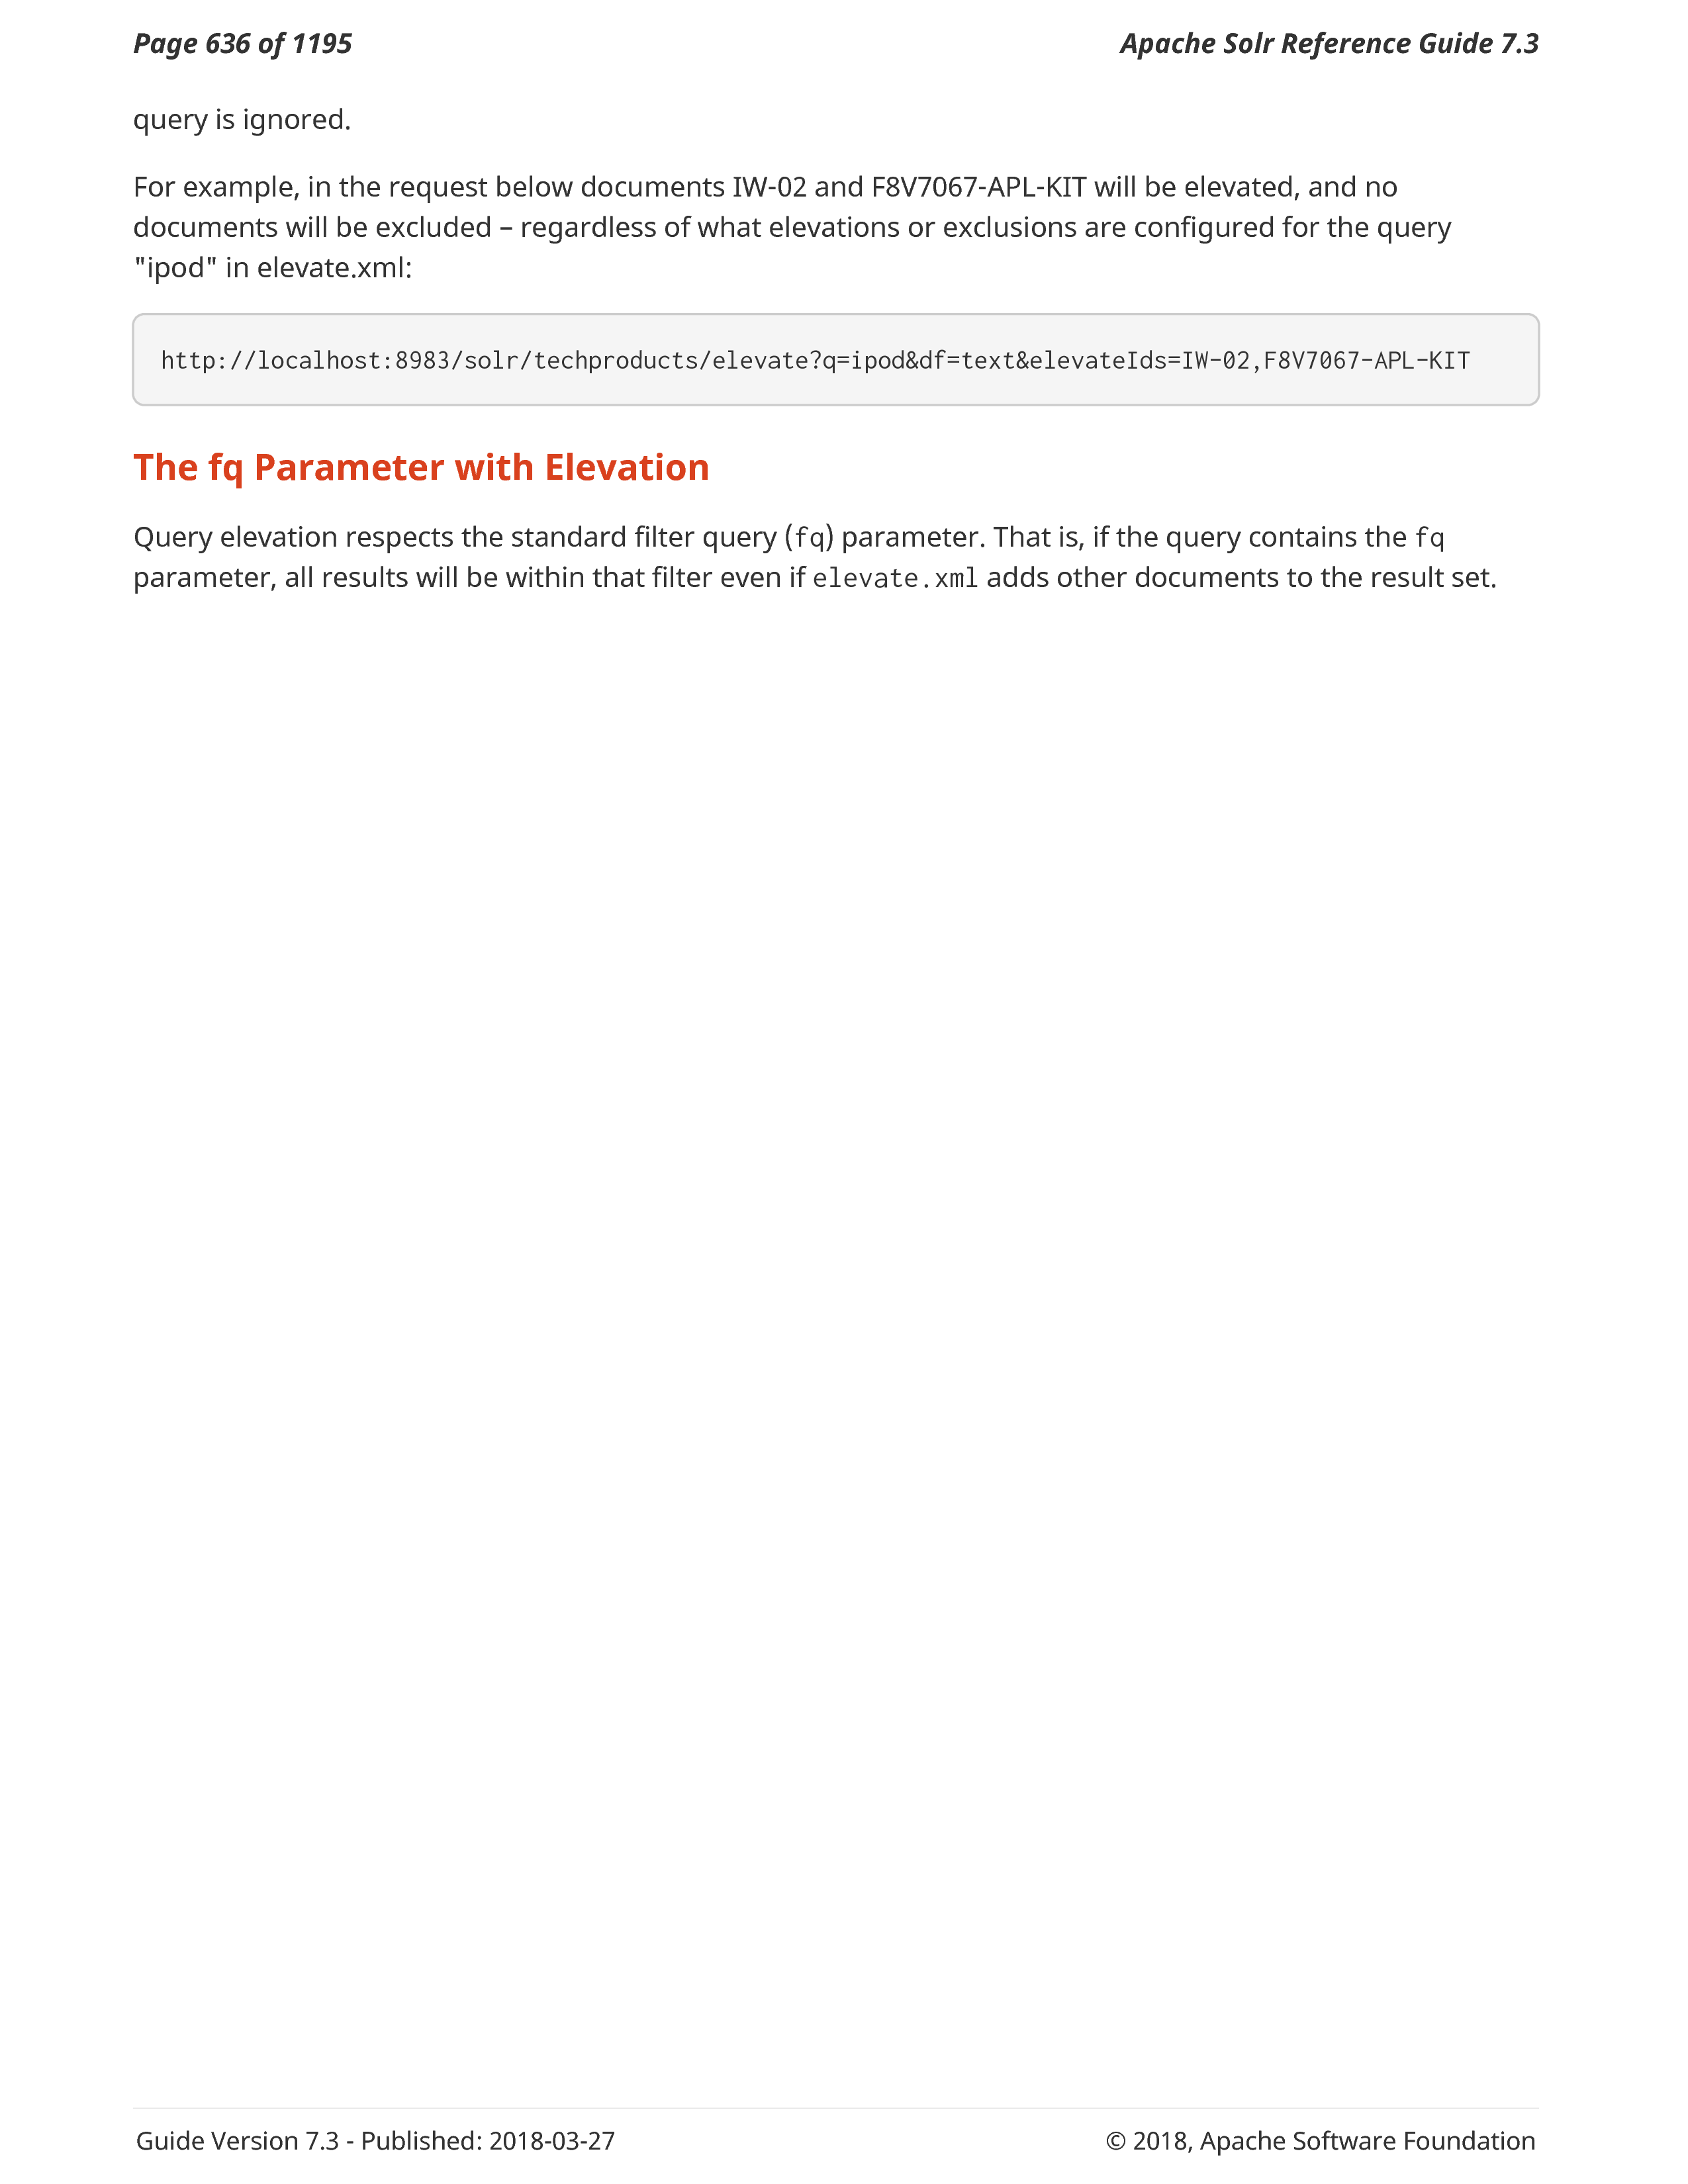 Page 636 of 1195
Apache Solr Reference Guide 7.3
query is ignored.
For example, in the request below documents IW-02 and F8V7067-APL-KIT will be elevated, and no
documents will be excluded – regardless of what elevations or exclusions are configured for the query
"ipod" in elevate.xml:
http://localhost:8983/solr/techproducts/elevate?q=ipod&df=text&elevateIds=IW-02,F8V7067-APL-KIT
The fq Parameter with Elevation
Query elevation respects the standard filter query (fq) parameter. That is, if the query contains the fq
parameter, all results will be within that filter even if elevate.xml adds other documents to the result set.
Guide Version 7.3 - Published: 2018-03-27
© 2018, Apache Software Foundation